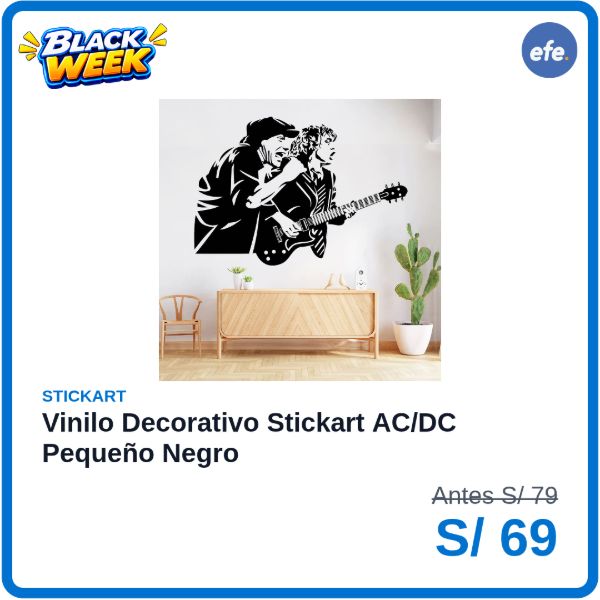 BLACK
WEEK
efe.
STICKART
Vinilo Decorativo Stickart AC/DC
Pequeño Negro
Antes S/ 79
S/ 69